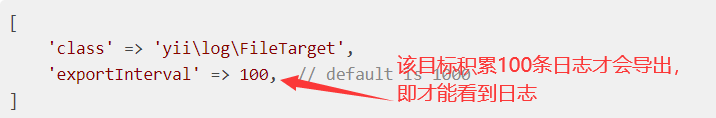 [
'class' => 'yii\log\FileTarget',
'exportInterval' => 100, // default is 1000
该目标积累100条日志才会导出，
即才能看到日志
]